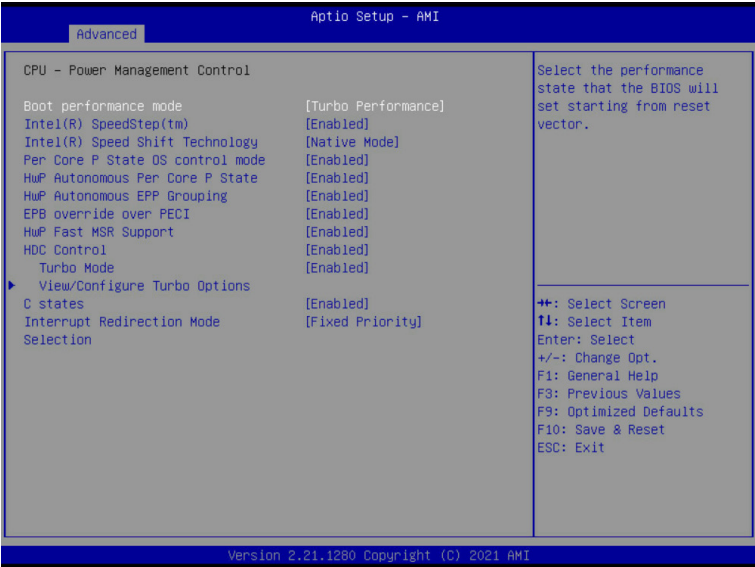 Aptio Setup – AMI
Advanced
CPU – Power Management Control
Boot performance mode [Turbo Performance]
Intel(R) SpeedStep(tm) [Enabled]
Intel(R) Speed Shift Technology [Native Mode]
Per Core P State OS control mode [Enabled]
HwP Autonomous Per Core P State [Enabled]
HwP Autonomous EPP Grouping [Enabled]
EPB override over PECI [Enabled]
HwP Fast MSR Support [Enabled]
HDC Control [Enabled]
Turbo Mode [Enabled]
View/Configure Turbo Options
C states [Enabled]
Interrupt Redirection Mode [Fixed Priority]
Selection
Select the performance
state that the BIOS will
set starting from reset
vector.
→←: Select Screen
↑↓: Select Item
Enter: Select
+/-: Change Opt.
F1: General Help
F3: Previous Values
F9: Optimized Defaults
F10: Save & Reset
ESC: Exit
Version 2.21.1280 Copyright (C) 2021 AMI